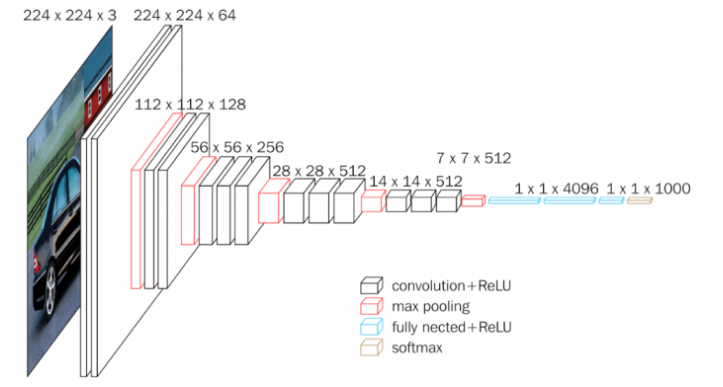 224 x 224 x 3
224 x 224 x 64
112 x 112 x 128
56 x 56 x 256
28 x 28 x 512
14 x 14 x 512
7 x 7 x 512
1 x 1 x 4096
1 x 1 x 1000
convolution+ReLU
max pooling
fully nected+ReLU
softmax